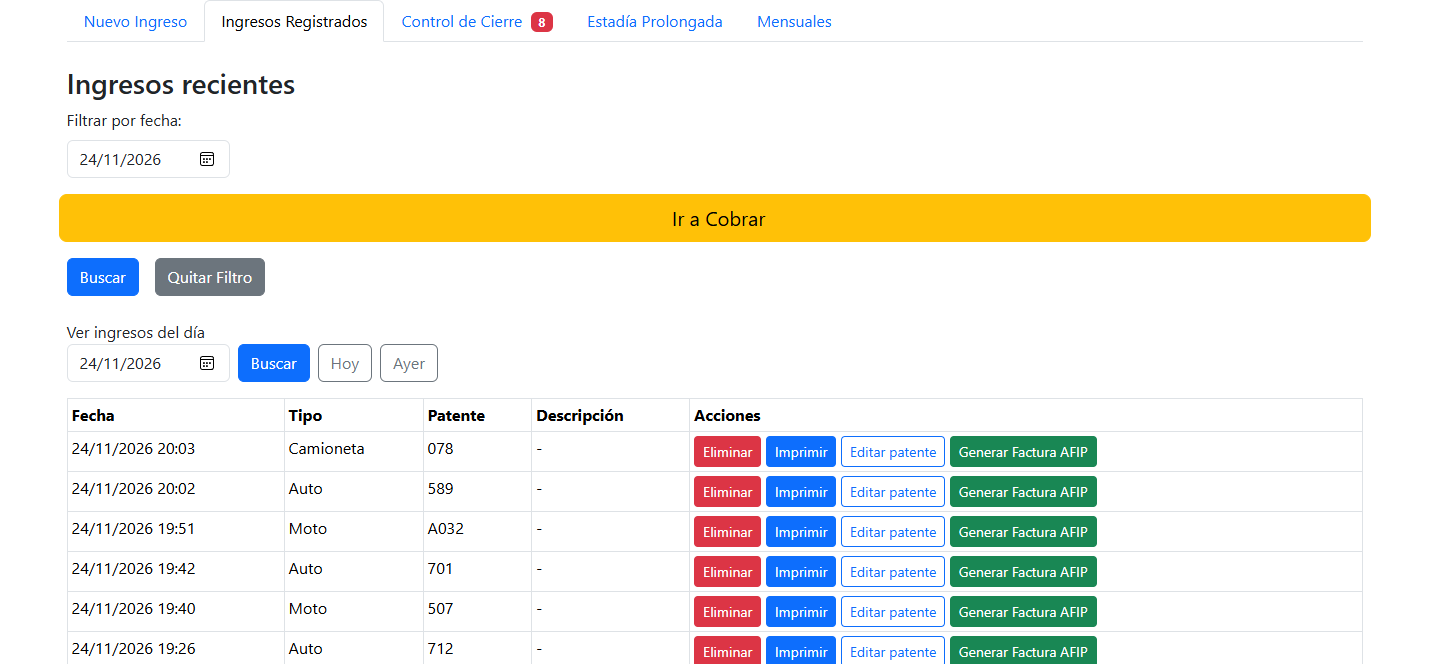 Nuevo Ingreso Ingresos Registrados Control de Cierre 8 Estadía Prolongada Mensuales
Ingresos recientes
Filtrar por fecha:
24/11/2026
Ir a Cobrar
Buscar Quitar Filtro
Ver ingresos del día
24/11/2026 Buscar Hoy Ayer
Fecha Tipo Patente Descripción Acciones
24/11/2026 20:03 Camioneta 078 - Eliminar Imprimir Editar patente Generar Factura AFIP
24/11/2026 20:02 Auto 589 - Eliminar Imprimir Editar patente Generar Factura AFIP
24/11/2026 19:51 Moto A032 - Eliminar Imprimir Editar patente Generar Factura AFIP
24/11/2026 19:42 Auto 701 - Eliminar Imprimir Editar patente Generar Factura AFIP
24/11/2026 19:40 Moto 507 - Eliminar Imprimir Editar patente Generar Factura AFIP
24/11/2026 19:26 Auto 712 - Eliminar Imprimir Editar patente Generar Factura AFIP